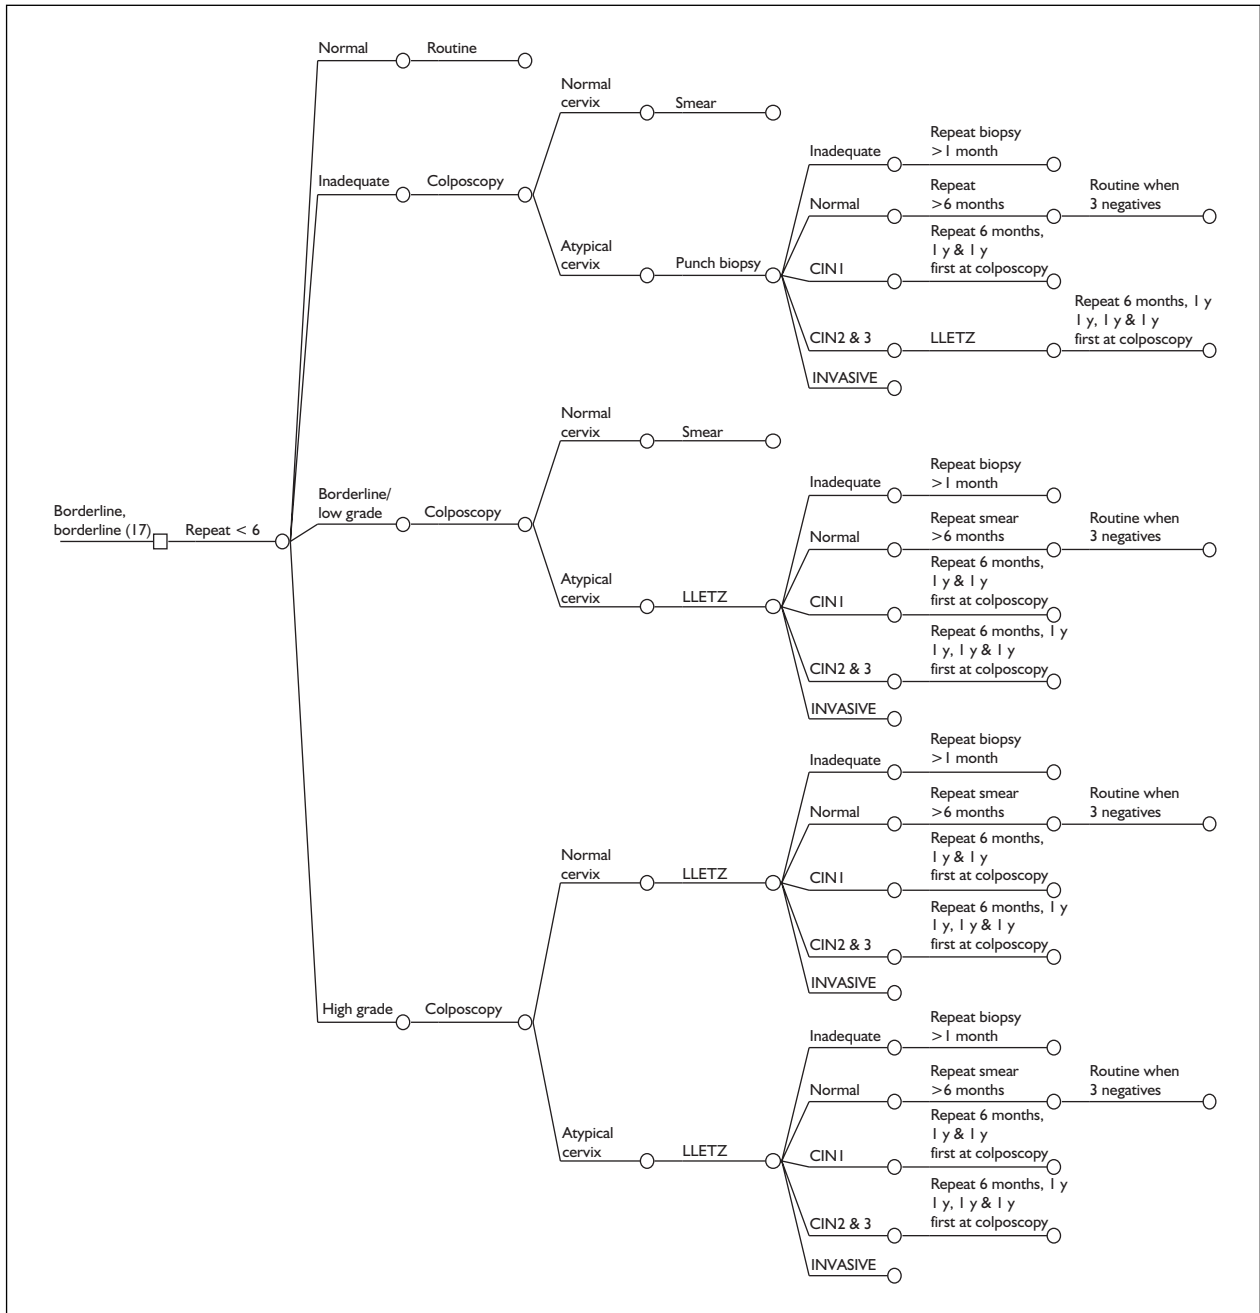 Normal
Routine
Normal
cervix
Smear
Inadequate
Colposcopy
Atypical
cervix
Punch biopsy
Inadequate
Repeat biopsy
>1 month
Normal
Repeat
>6 months
Routine when
3 negatives
CIN1
Repeat 6 months,
1 y & 1 y
first at colposcopy
CIN2 & 3
LLETZ
Repeat 6 months, 1 y
1 y, 1 y & 1 y
first at colposcopy
INVASIVE
Borderline,
borderline (17)
Repeat < 6
Borderline/
low grade
Colposcopy
Normal
cervix
Smear
Atypical
cervix
LLETZ
Inadequate
Repeat biopsy
>1 month
Normal
Repeat smear
>6 months
Routine when
3 negatives
CIN1
Repeat 6 months,
1 y & 1 y
first at colposcopy
CIN2 & 3
Repeat 6 months, 1 y
1 y, 1 y & 1 y
first at colposcopy
INVASIVE
High grade
Colposcopy
Normal
cervix
LLETZ
Inadequate
Repeat biopsy
>1 month
Normal
Repeat smear
>6 months
Routine when
3 negatives
CIN1
Repeat 6 months,
1 y & 1 y
first at colposcopy
CIN2 & 3
Repeat 6 months, 1 y
1 y, 1 y & 1 y
first at colposcopy
INVASIVE
Atypical
cervix
LLETZ
Inadequate
Repeat biopsy
>1 month
Normal
Repeat smear
>6 months
Routine when
3 negatives
CIN1
Repeat 6 months,
1 y & 1 y
first at colposcopy
CIN2 & 3
Repeat 6 months, 1 y
1 y, 1 y & 1 y
first at colposcopy
INVASIVE